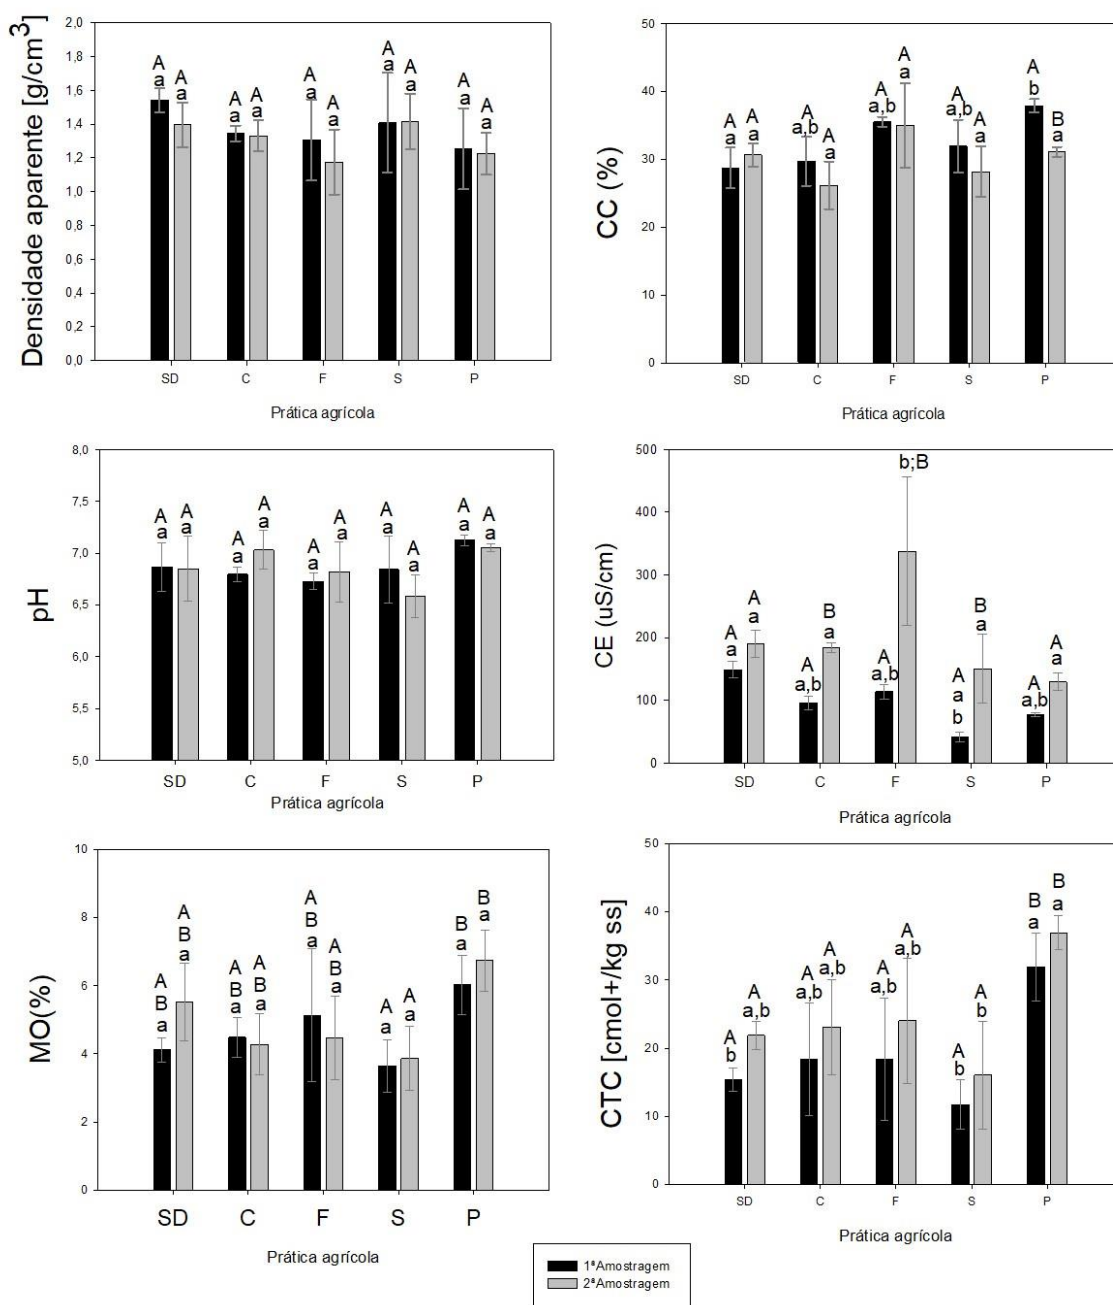 Densidade aparente [g/cm³]
2,0
1,8
1,6
1,4
1,2
1,0
0,8
0,6
0,4
0,2
0,0
A A A A A A A A A A
a a a a a a a a a a
SD C F S P
Prática agrícola
CC (%)
50
40
30
20
10
0
A A A A A A A A A B
a a a,b a a,b a a,b a b a
SD C F S P
Prática agrícola
pH
8,0
7,5
7,0
6,5
6,0
5,5
5,0
A A A A A A A A A A
a a a a a a a a a a
SD C F S P
Prática agrícola
CE (uS/cm)
500
400
300
200
100
0
A A A B A b;B A B A A
a a a,b a a,b a a a,b a
b
SD C F S P
Prática agrícola
MO(%)
10
8
6
4
2
0
A A A A A A A A B B
B B B B B B a a a a
a a a a a a
SD C F S P
Prática agrícola
CTC [cmol+/kg ss]
50
40
30
20
10
0
A A A A A A A A B B
b a,b a,b a,b a,b a,b b b a a
SD C F S P
Prática agrícola
1ªAmostragem
2ªAmostragem